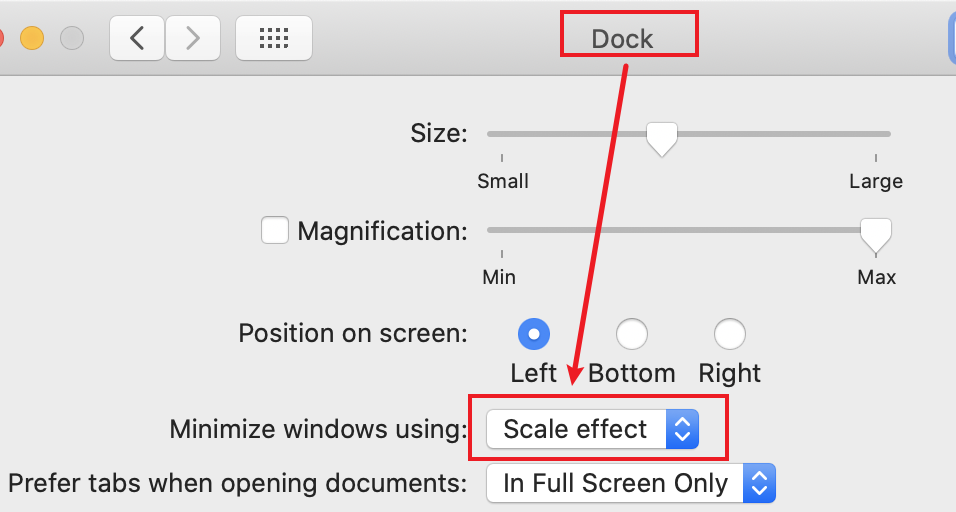 Dock
Size:
Small Large
Magnification:
Min Max
Position on screen:
Left Bottom Right
Minimize windows using: Scale effect
Prefer tabs when opening documents: In Full Screen Only